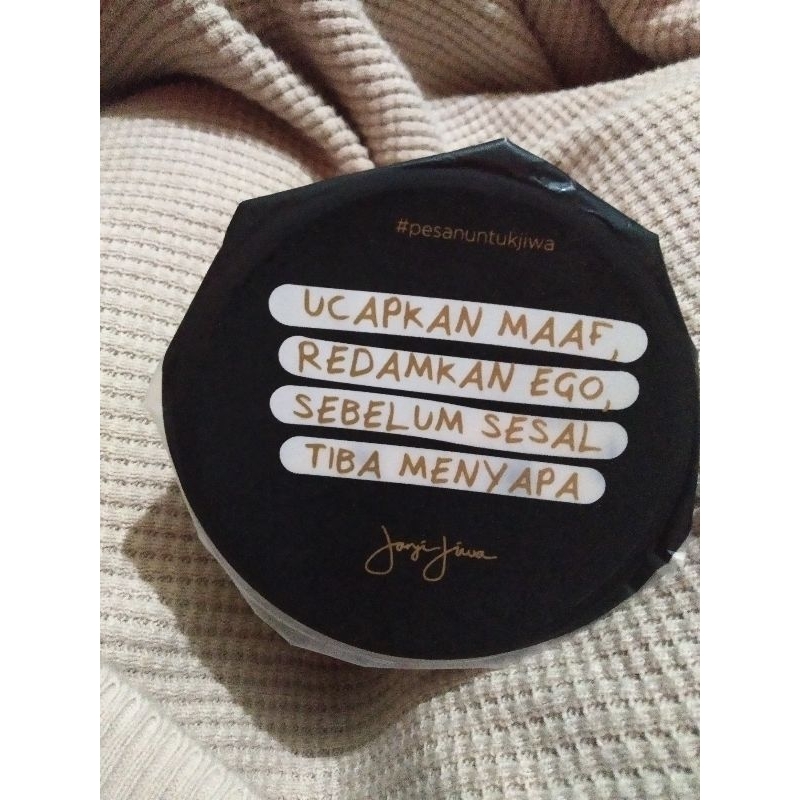 #pesanuntukjiwa
UCAPKAN MAAF,
REDAMKAN EGO,
SEBELUM SESAL
TIBA MENYAPA
Janji Jiwa